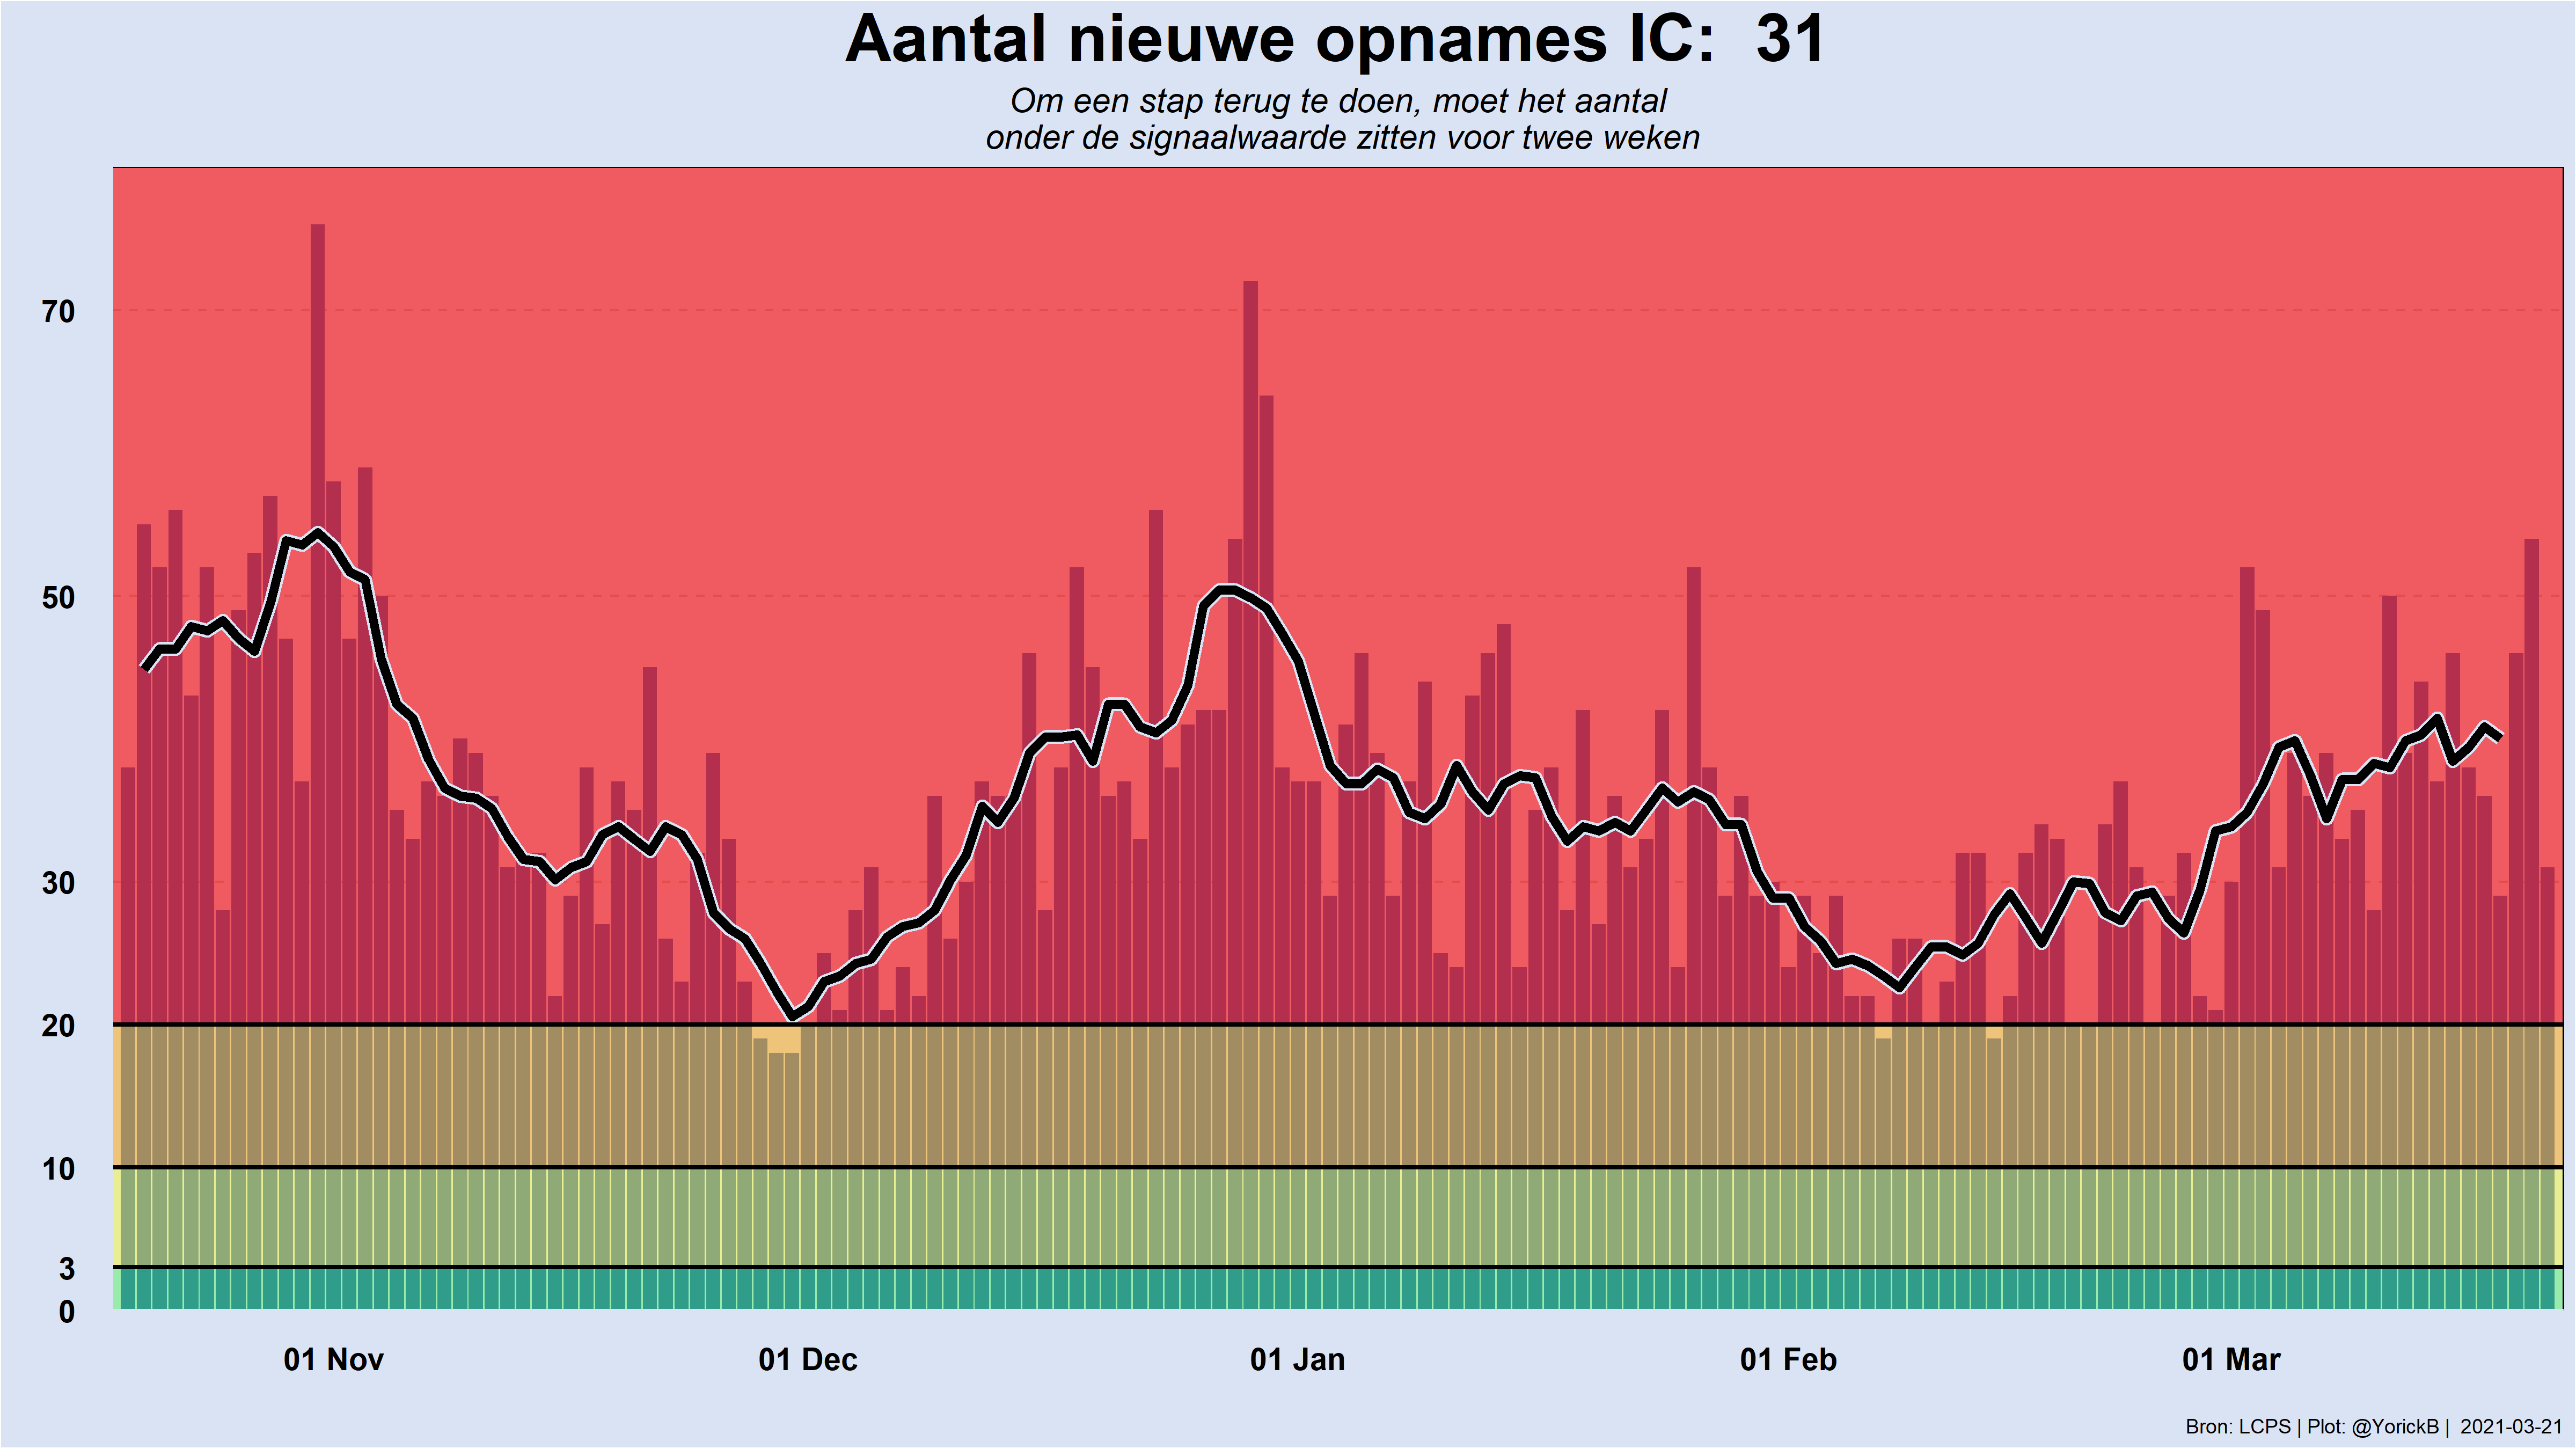 Aantal nieuwe opnames IC: 31
Om een stap terug te doen, moet het aantal
onder de signaalwaarde zitten voor twee weken
70
50
30
20
10
3
0
01 Nov 01 Dec 01 Jan 01 Feb 01 Mar
Bron: LCPS | Plot: @YorickB | 2021-03-21